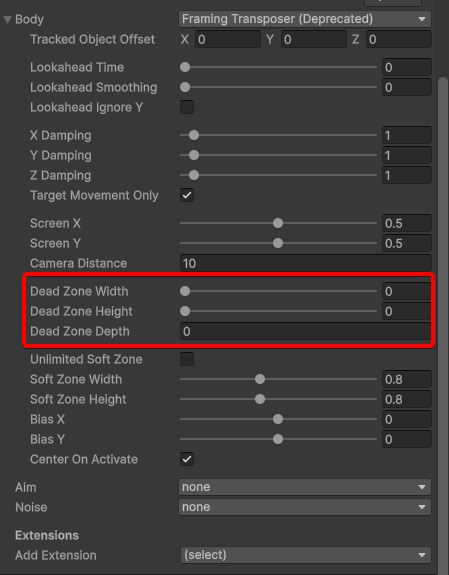 Body Framing Transposer (Deprecated)
Tracked Object Offset X 0 Y 0 Z 0
Lookahead Time 0
Lookahead Smoothing 0
Lookahead Ignore Y
X Damping 1
Y Damping 1
Z Damping 1
Target Movement Only
Screen X 0.5
Screen Y 0.5
Camera Distance 10
Dead Zone Width 0
Dead Zone Height 0
Dead Zone Depth 0
Unlimited Soft Zone
Soft Zone Width 0.8
Soft Zone Height 0.8
Bias X 0
Bias Y 0
Center On Activate
Aim none
Noise none
Extensions
Add Extension (select)